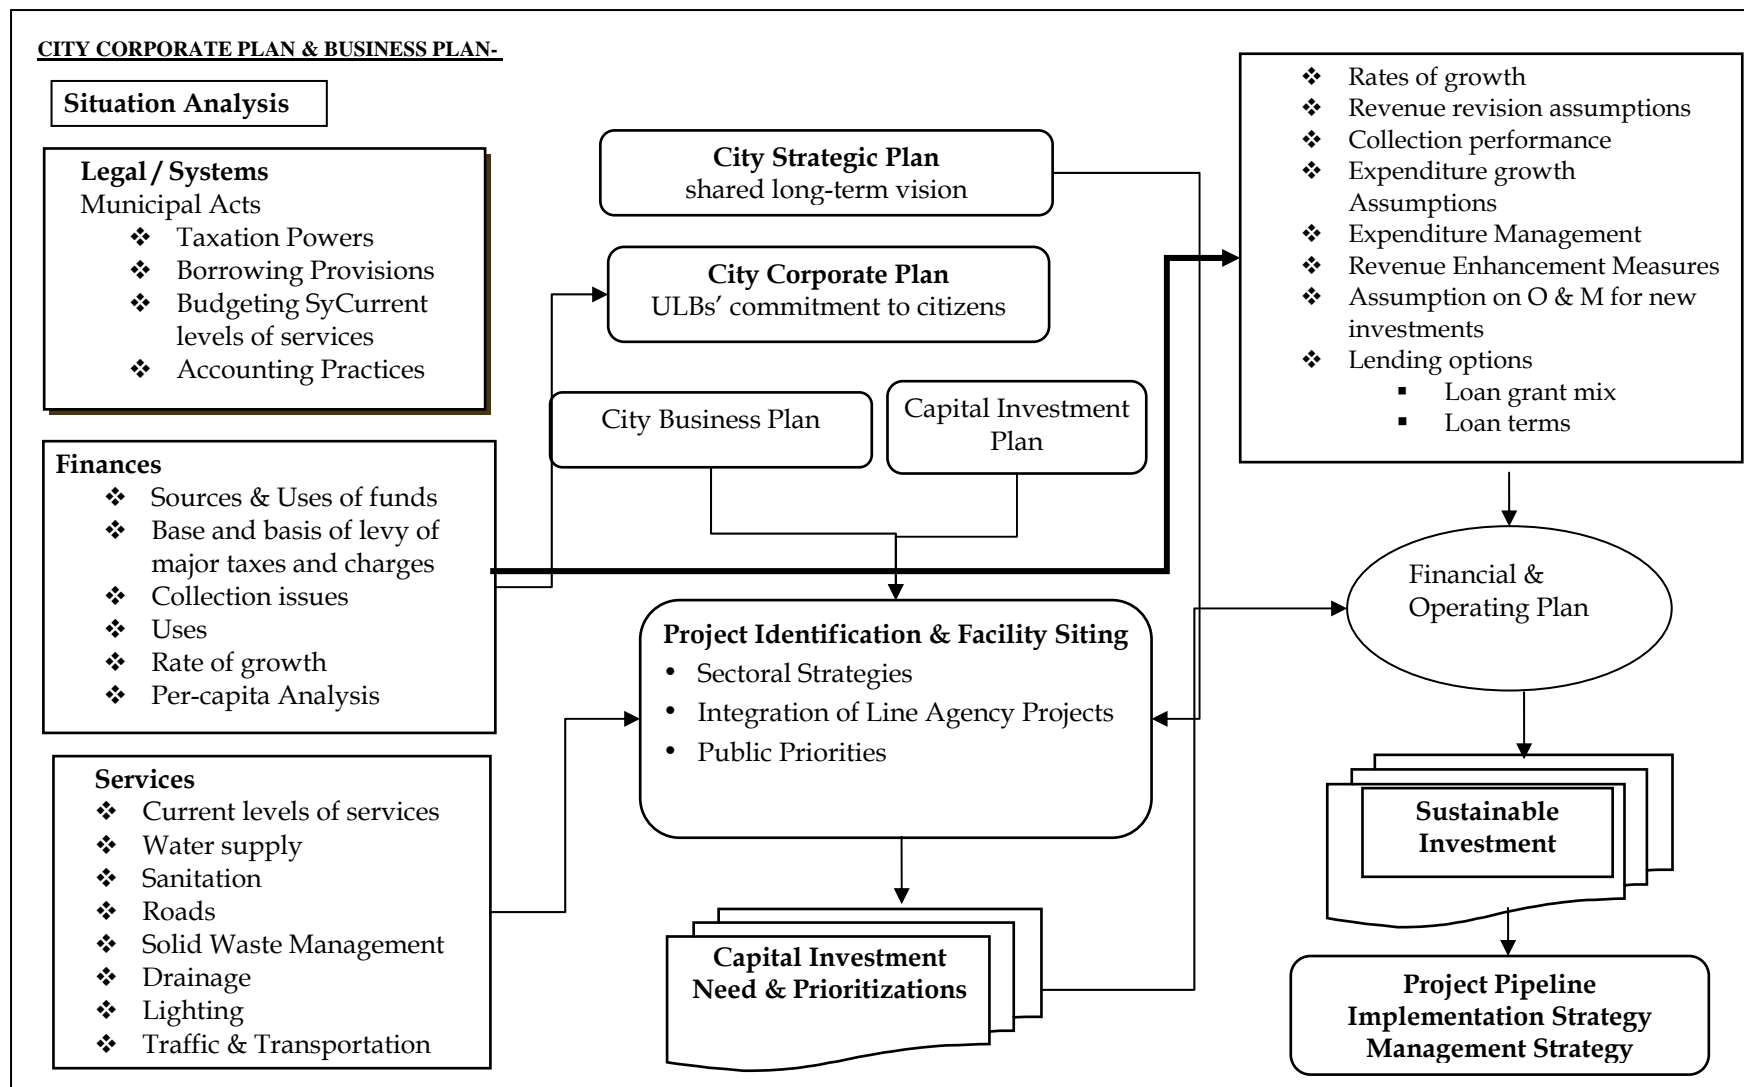 CITY CORPORATE PLAN & BUSINESS PLAN-
Situation Analysis
Legal / Systems
Municipal Acts
❖ Taxation Powers
❖ Borrowing Provisions
❖ Budgeting SyCurrent
levels of services
❖ Accounting Practices
Finances
❖ Sources & Uses of funds
❖ Base and basis of levy of
major taxes and charges
❖ Collection issues
❖ Uses
❖ Rate of growth
❖ Per-capita Analysis
Services
❖ Current levels of services
❖ Water supply
❖ Sanitation
❖ Roads
❖ Solid Waste Management
❖ Drainage
❖ Lighting
❖ Traffic & Transportation
City Strategic Plan
shared long-term vision
City Corporate Plan
ULBs’ commitment to citizens
City Business Plan
Capital Investment
Plan
Project Identification & Facility Siting
• Sectoral Strategies
• Integration of Line Agency Projects
• Public Priorities
Capital Investment
Need & Prioritizations
❖ Rates of growth
❖ Revenue revision assumptions
❖ Collection performance
❖ Expenditure growth
Assumptions
❖ Expenditure Management
❖ Revenue Enhancement Measures
❖ Assumption on O & M for new
investments
❖ Lending options
▪ Loan grant mix
▪ Loan terms
Financial &
Operating Plan
Sustainable
Investment
Project Pipeline
Implementation Strategy
Management Strategy